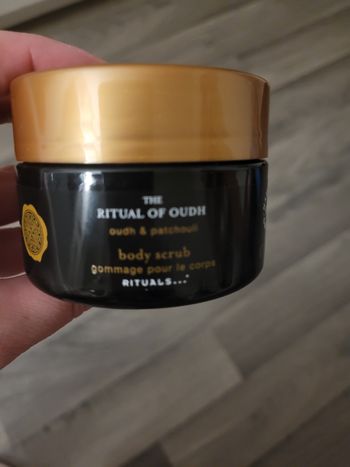 THE
RITUAL OF OUDH
oudh & patchouli
body scrub
gommage pour le corps
RITUALS...